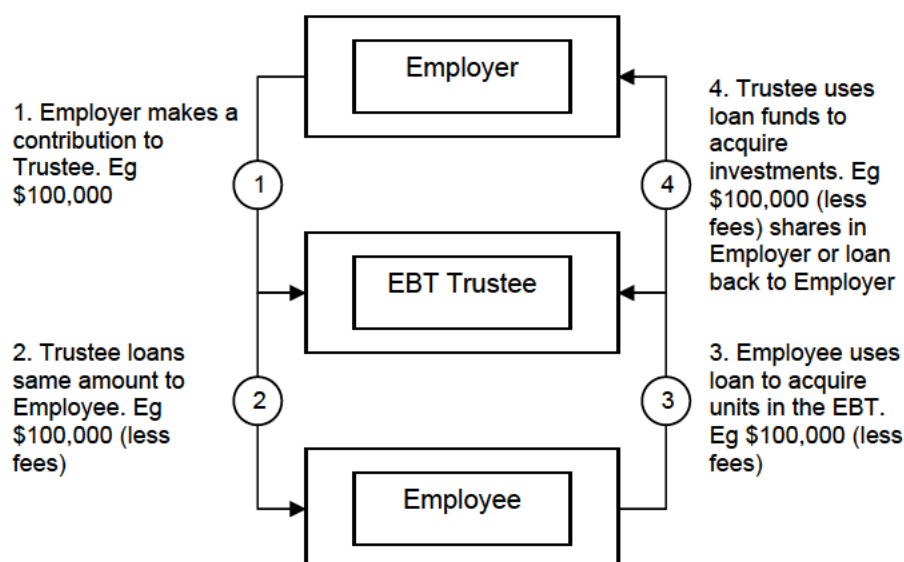 Employer
1. Employer makes a
contribution to
Trustee. Eg
$100,000
1
4. Trustee uses
loan funds to
acquire
investments. Eg
$100,000 (less
fees) shares in
Employer or loan
back to Employer
4
EBT Trustee
2. Trustee loans
same amount to
Employee. Eg
$100,000 (less
fees)
2
3. Employee uses
loan to acquire
units in the EBT.
Eg $100,000 (less
fees)
3
Employee